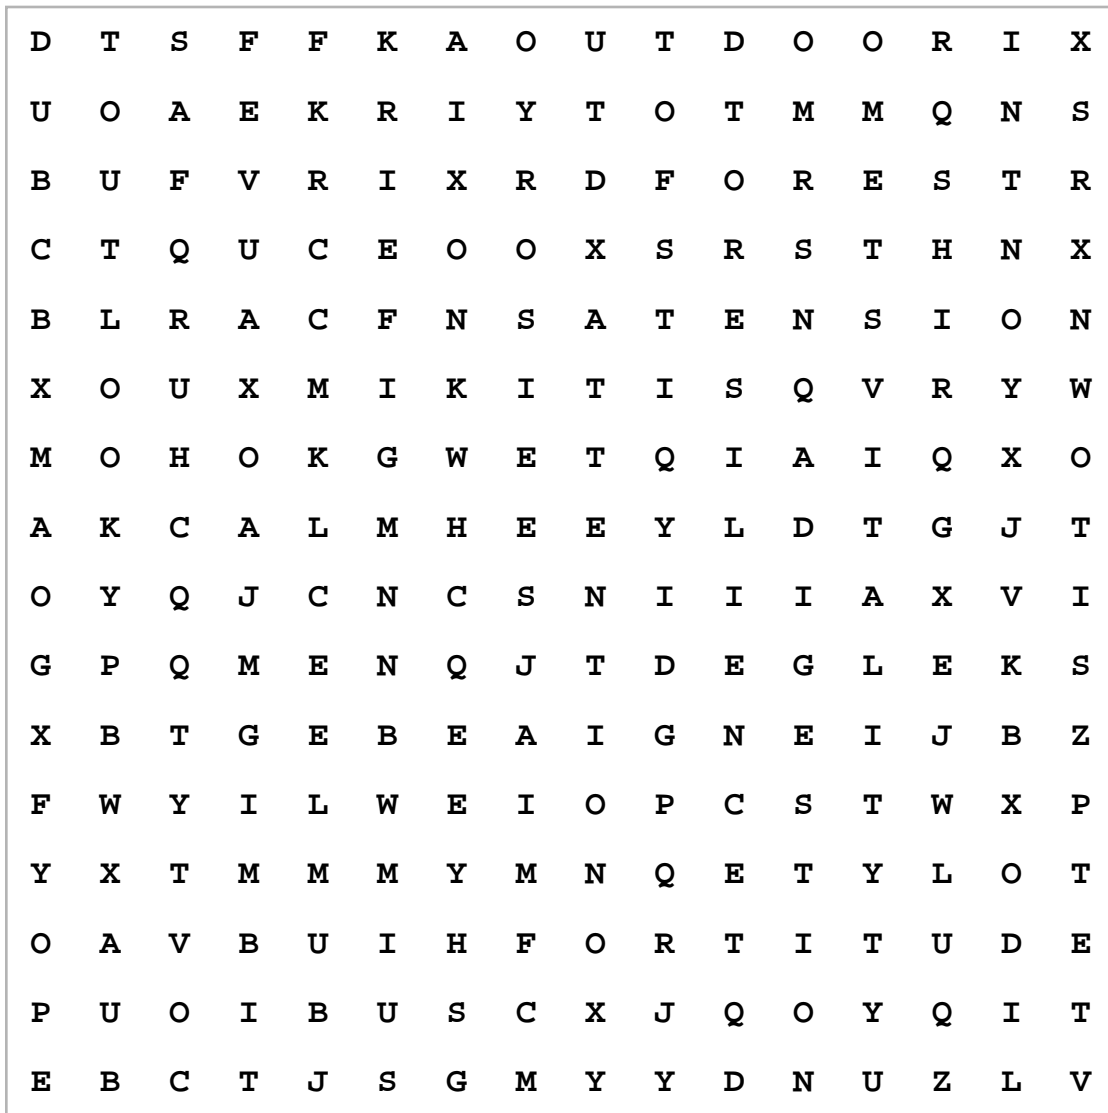 D T S F F K A O U T D O O R I X
U O A E K R I Y T O T M M Q N S
B U F V R I X R D F O R E S T R
C T Q U C E O O X S R S T H N X
B L R A C F N S A T E N S I O N
X O U X M I K I T I S Q V R Y W
M O H O K G W E T Q I A I Q X O
A K C A L M H E E Y L D T G J T
O Y Q J C N C S N I I I A X V I
G P Q M E N Q J T D E G L E K S
X B T G E B E A I G N E I J B Z
F W Y I L W E I O P C S T W X P
Y X T M M M Y M N Q E T Y L O T
O A V B U I H F O R T I T U D E
P U O I B U S C X J Q O Y Q I T
E B C T J S G M Y Y D N U Z L V